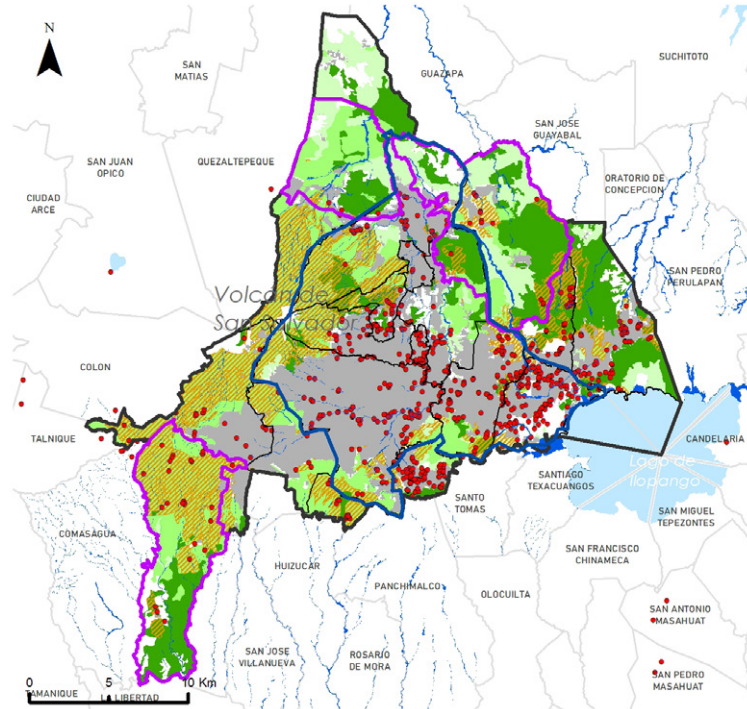 N
SAN
MATIAS
GUAZAPA
SUCHITOTO
SAN JOSE
GUAYABAL
SAN JUAN
OPICO
QUEZALTEPEQUE
ORATORIO DE
CONCEPCION
CIUDAD
ARCE
SAN PEDRO
PERULAPAN
Volcan de
San Salvador
COLON
TALNIQUE
CANDELARIA
Lago de
Ilopango
SANTIAGO
TEXACUANGOS
SANTO
TOMAS
SAN MIGUEL
TEPEZONTES
COMASAGUA
SAN FRANCISCO
CHINAMECA
HUIZUCAR
PANCHIMALCO
OLOCUILTA
SAN ANTONIO
MASAHUAT
SAN JOSE
VILLANUEVA
ROSARIO
DE MORA
SAN PEDRO
MASAHUAT
0 5 10 Km
TAMANIQUE
LA LIBERTAD